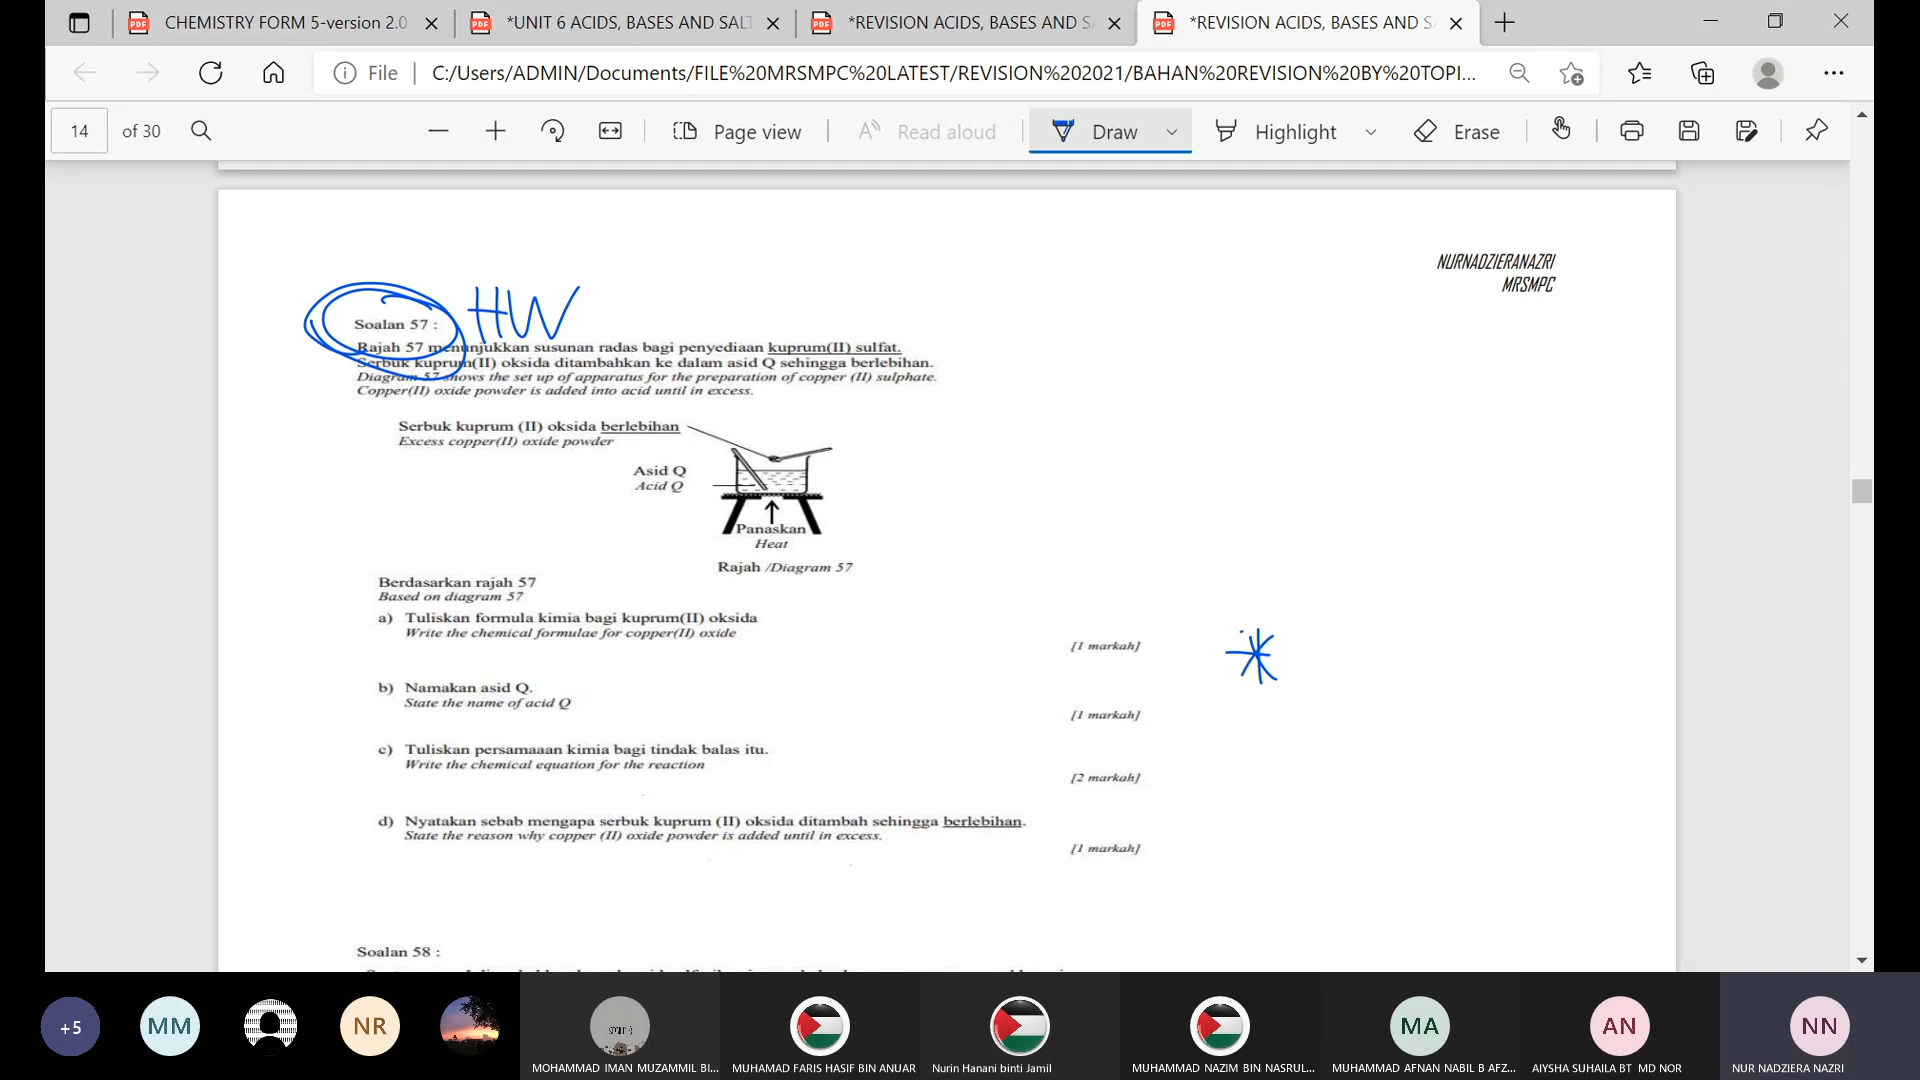 CHEMISTRY FORM 5-version 2.0
*UNIT 6 ACIDS, BASES AND SALT
*REVISION ACIDS, BASES AND SA
*REVISION ACIDS, BASES AND SA
File
C:/Users/ADMIN/Documents/FILE%20MRSMPC%20LATEST/REVISION%202021/BAHAN%20REVISION%20BY%20TOPI...
14 of 30
Page view
Read aloud
Draw
Highlight
Erase
NURNADZIERANAZRI
MRSMPC
HW
Soalan 57 :
Rajah 57 menunjukkan susunan radas bagi penyediaan kuprum(II) sulfat.
Serbuk kuprum(II) oksida ditambahkan ke dalam asid Q sehingga berlebihan.
Diagram 57 shows the set up of apparatus for the preparation of copper (II) sulphate.
Copper(II) oxide powder is added into acid until in excess.
Serbuk kuprum (II) oksida berlebihan
Excess copper(II) oxide powder
Asid Q
Acid Q
Panaskan
Heat
Rajah /Diagram 57
Berdasarkan rajah 57
Based on diagram 57
a) Tuliskan formula kimia bagi kuprum(II) oksida
Write the chemical formulae for copper(II) oxide
[1 markah]
b) Namakan asid Q.
State the name of acid Q
[1 markah]
c) Tuliskan persamaaan kimia bagi tindak balas itu.
Write the chemical equation for the reaction
[2 markah]
d) Nyatakan sebab mengapa serbuk kuprum (II) oksida ditambah sehingga berlebihan.
State the reason why copper (II) oxide powder is added until in excess.
[1 markah]
Soalan 58 :
+5
MM
NR
MA
AN
NN
MOHAMMAD IMAN MUZAMMIL BI...
MUHAMAD FARIS HASIF BIN ANUAR
Nurin Hanani binti Jamil
MUHAMMAD NAZIM BIN NASRUL...
MUHAMMAD AFNAN NABIL B AFZ...
AIYSHA SUHAILA BT MD NOR
NUR NADZIERA NAZRI